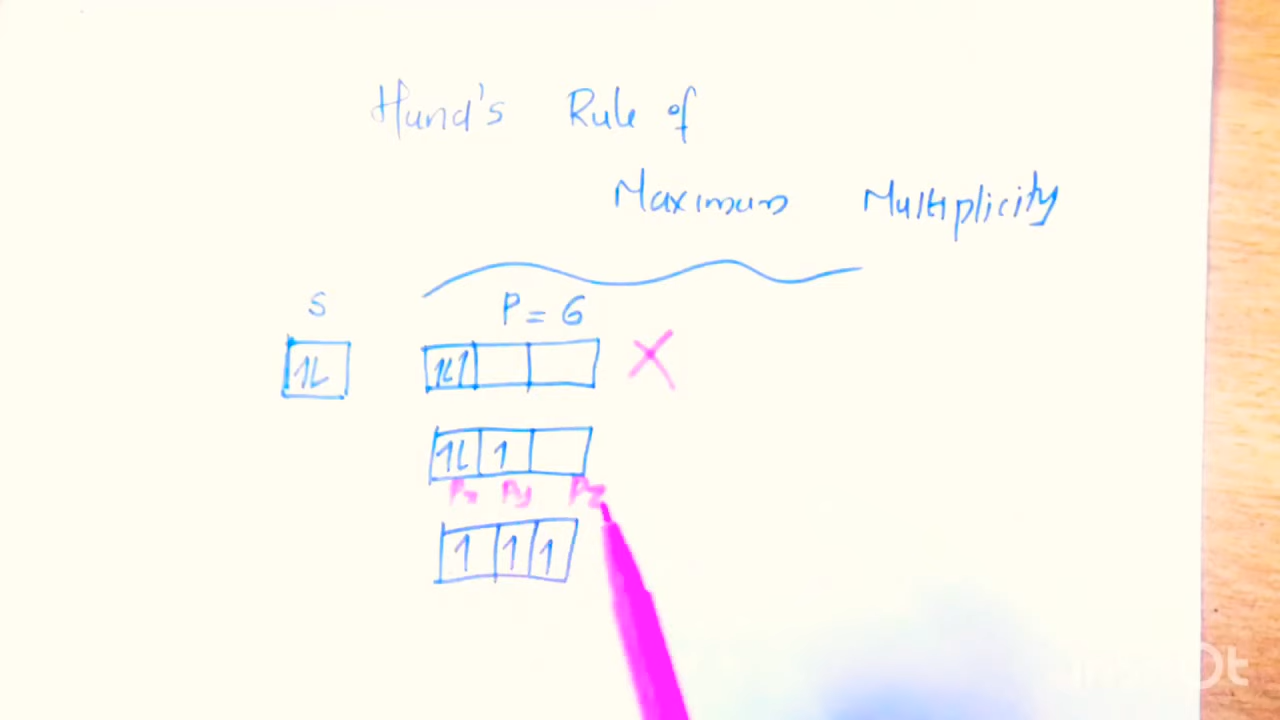 Hund's Rule of
Maximum Multiplicity
S
P = 6
1L 1L1
1L 1
Px Py Pz
1 1 1